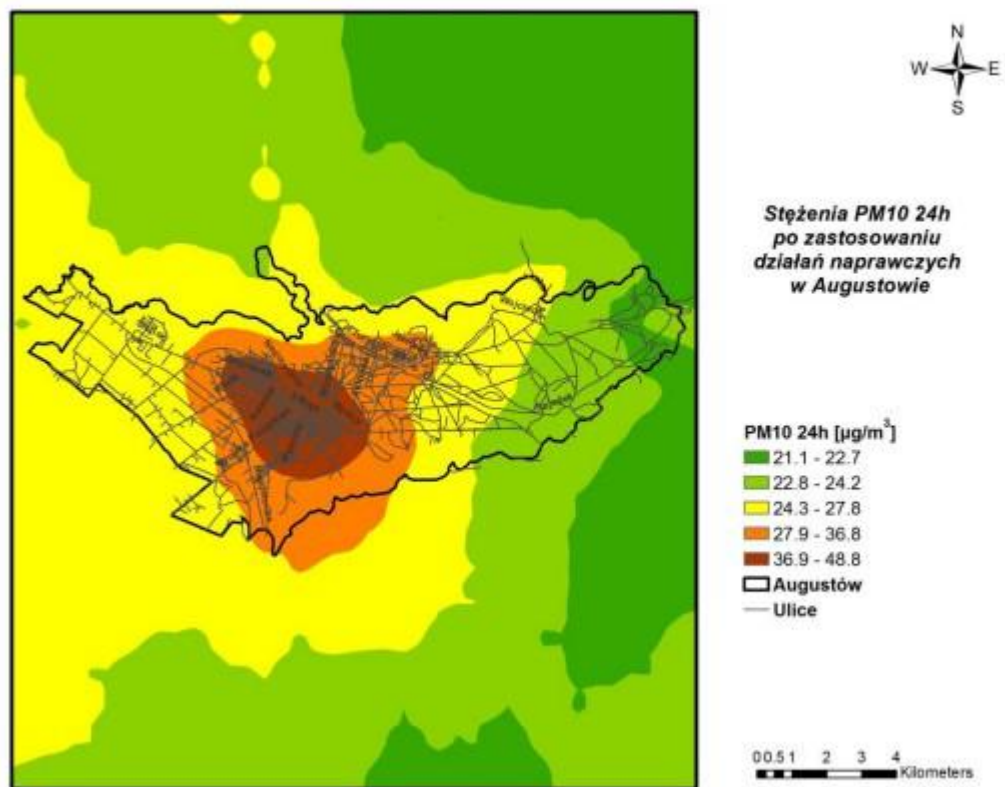 N
W E
S
Stężenia PM10 24h
po zastosowaniu
działań naprawczych
w Augustowie
PM10 24h [µg/m³]
21.1 - 22.7
22.8 - 24.2
24.3 - 27.8
27.9 - 36.8
36.9 - 48.8
Augustów
Ulice
0 0.5 1 2 3 4
Kilometers